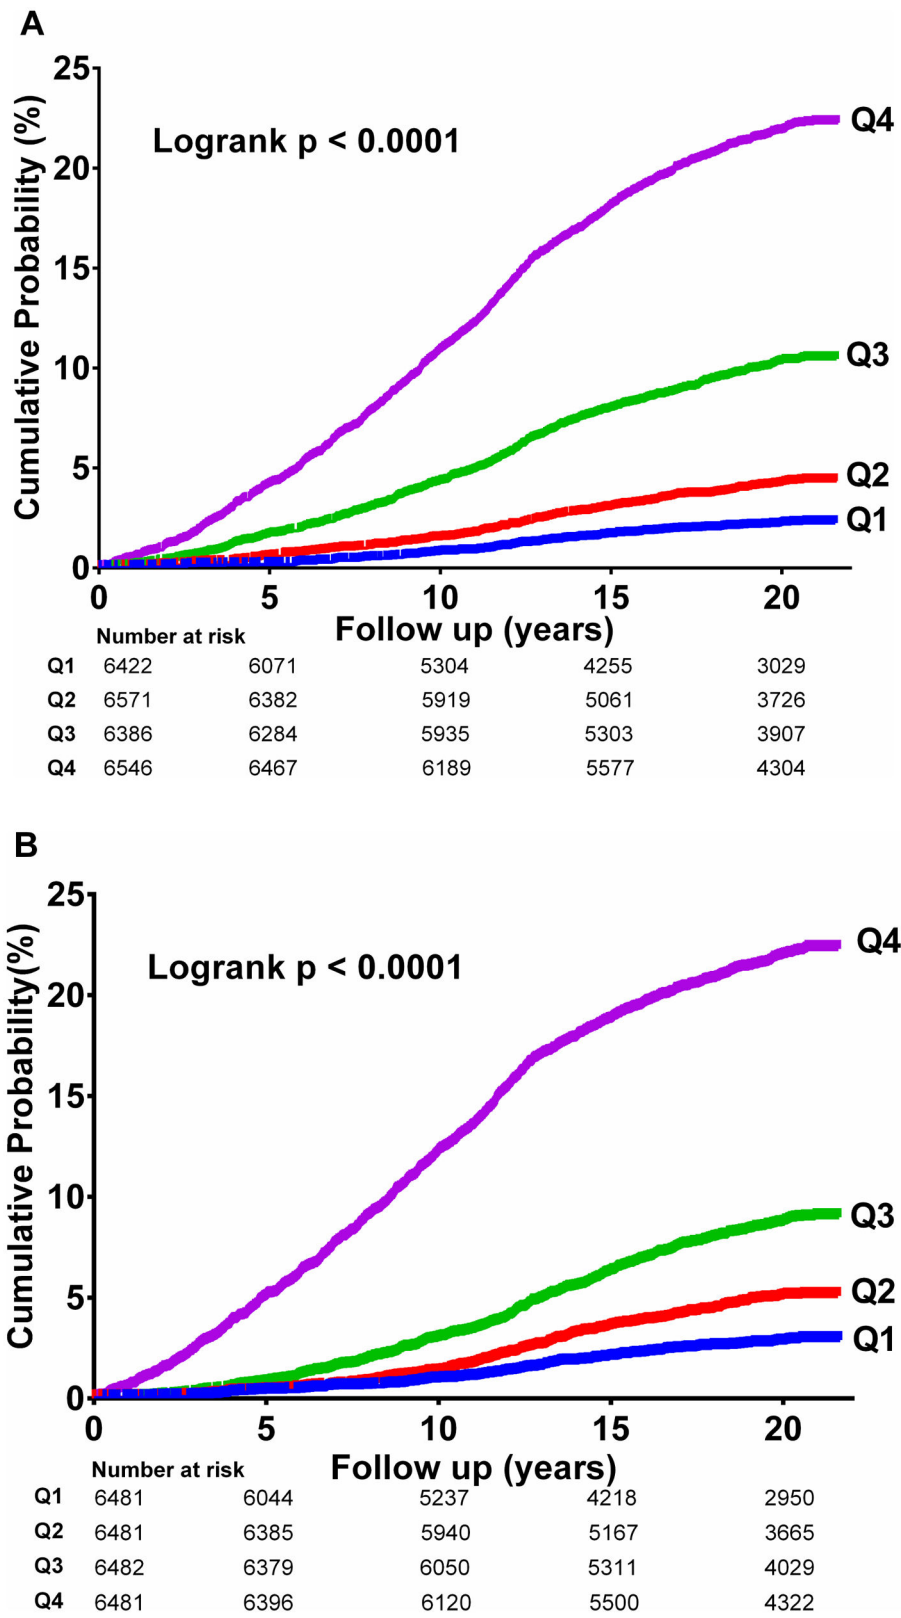 A
Cumulative Probability (%)
25
20
15
10
5
0
Logrank p < 0.0001
Q4
Q3
Q2
Q1
0 5 10 15 20
Follow up (years)
Number at risk
Q1 6422 6071 5304 4255 3029
Q2 6571 6382 5919 5061 3726
Q3 6386 6284 5935 5303 3907
Q4 6546 6467 6189 5577 4304
B
Cumulative Probability(%)
25
20
15
10
5
0
Logrank p < 0.0001
Q4
Q3
Q2
Q1
0 5 10 15 20
Follow up (years)
Number at risk
Q1 6481 6044 5237 4218 2950
Q2 6481 6385 5940 5167 3665
Q3 6482 6379 6050 5311 4029
Q4 6481 6396 6120 5500 4322